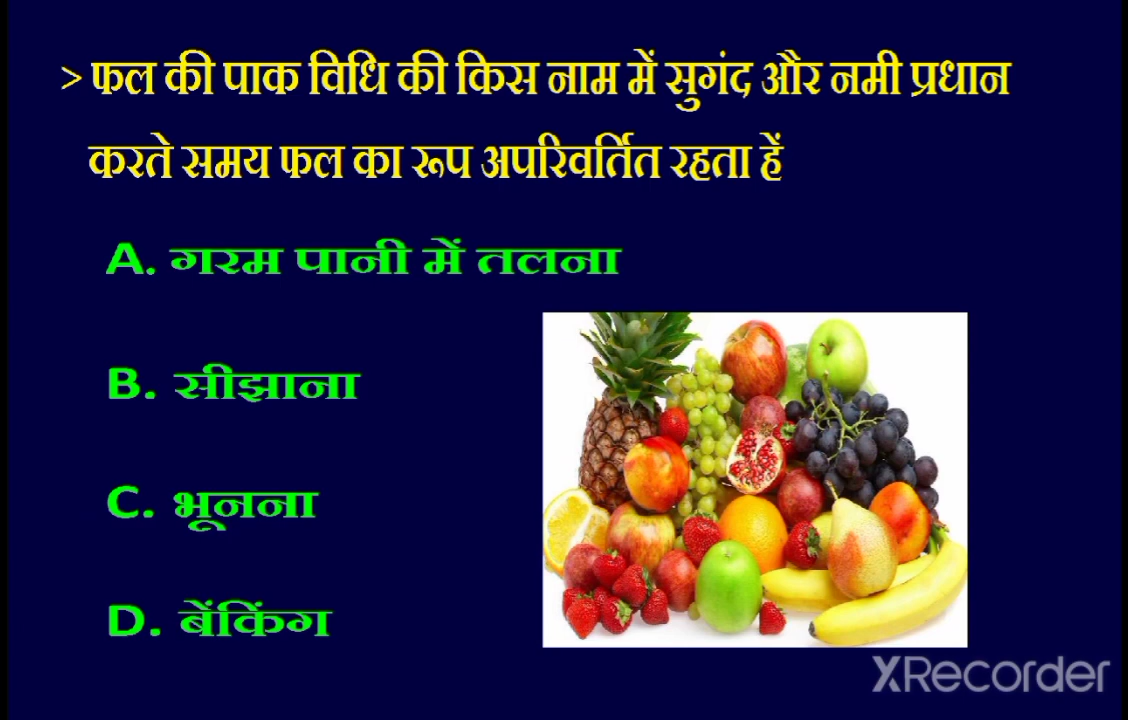 > फल की पाक विधि की किस नाम में सुगंद और नमी प्रधान
करते समय फल का रूप अपरिवर्तित रहता हें
A. गरम पानी में तलना
B. सीझाना
C. भूनना
D. बेंकिंग
XRecorder